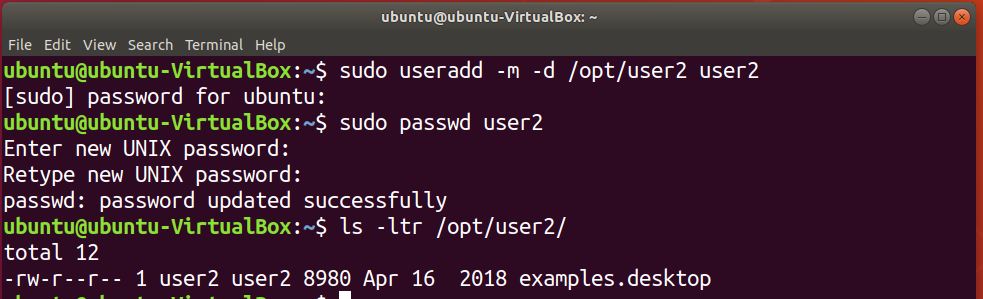 ubuntu@ubuntu-VirtualBox: ~
File Edit View Search Terminal Help
ubuntu@ubuntu-VirtualBox:~$ sudo useradd -m -d /opt/user2 user2
[sudo] password for ubuntu:
ubuntu@ubuntu-VirtualBox:~$ sudo passwd user2
Enter new UNIX password:
Retype new UNIX password:
passwd: password updated successfully
ubuntu@ubuntu-VirtualBox:~$ ls -ltr /opt/user2/
total 12
-rw-r--r-- 1 user2 user2 8980 Apr 16  2018 examples.desktop
ubuntu@ubuntu-VirtualBox:~$